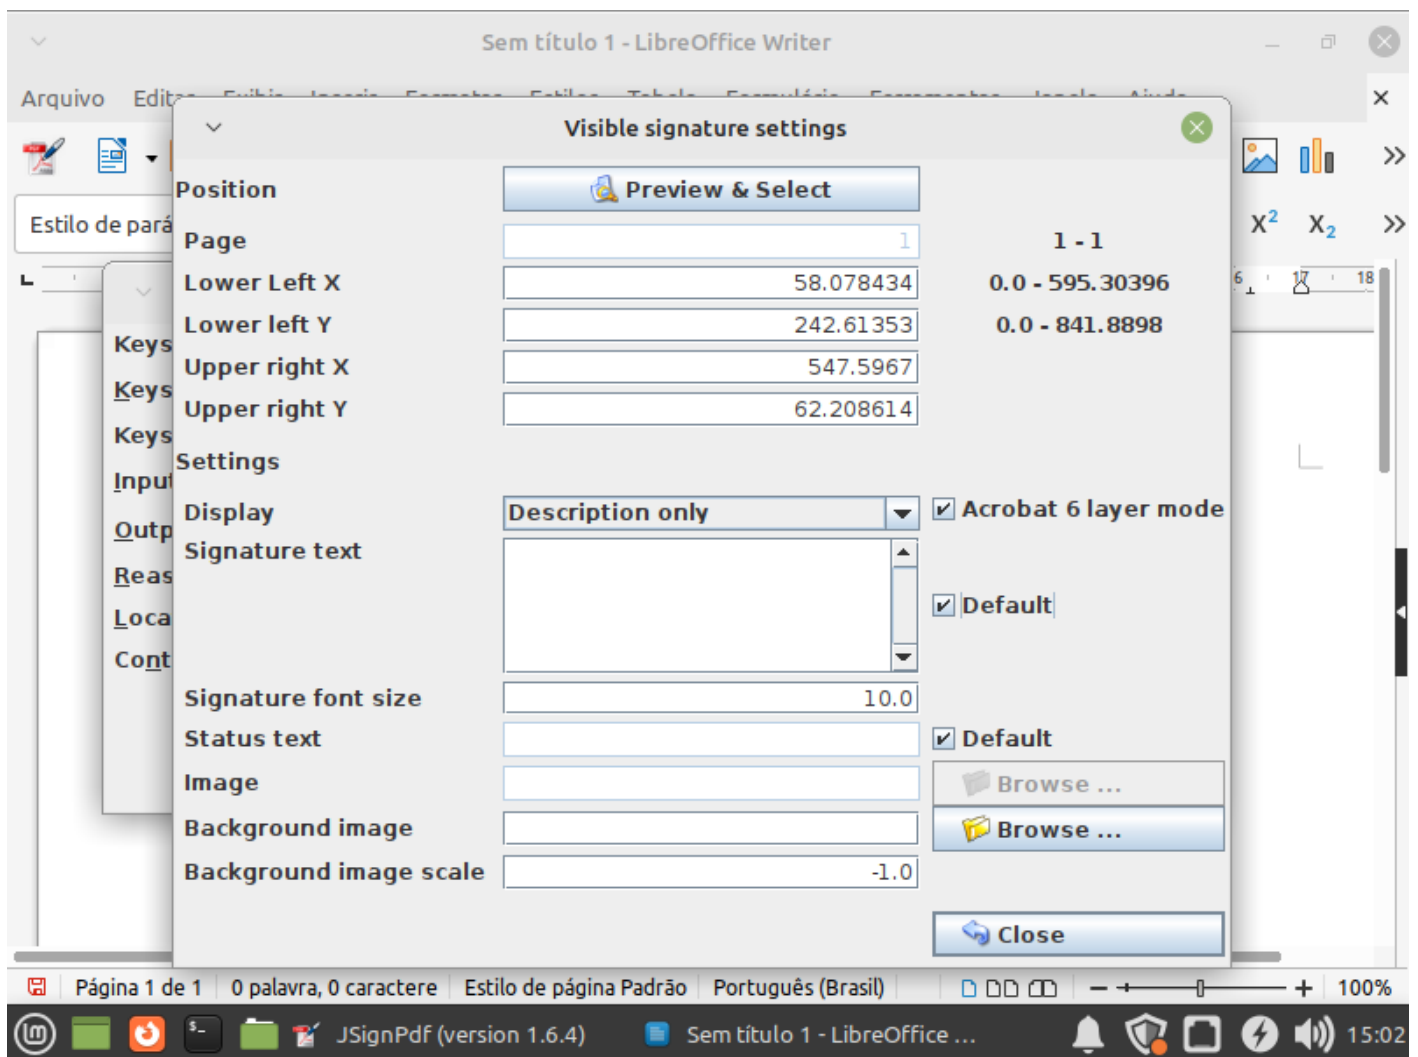 Sem título 1 - LibreOffice Writer
Arquivo
Visible signature settings
Position Preview & Select
Estilo de pará
X² X₂
Page 1 1 - 1
Lower Left X 58.078434 0.0 - 595.30396
6 17 18
Lower left Y 242.61353 0.0 - 841.8898
Keys
Upper right X 547.5967
Keys
Upper right Y 62.208614
Keys
Settings
Input
Display Description only Acrobat 6 layer mode
Outp
Signature text
Reas
Default
Loca
Cont
Signature font size 10.0
Status text Default
Image Browse ...
Background image Browse ...
Background image scale -1.0
Close
Página 1 de 1 0 palavra, 0 caractere Estilo de página Padrão Português (Brasil) 100%
JSignPdf (version 1.6.4) Sem título 1 - LibreOffice ... 15:02